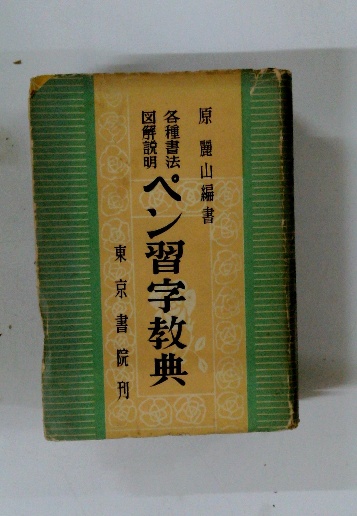 原麗山編書
各種書法
図解説明
ペン習字教典
東京書院刊